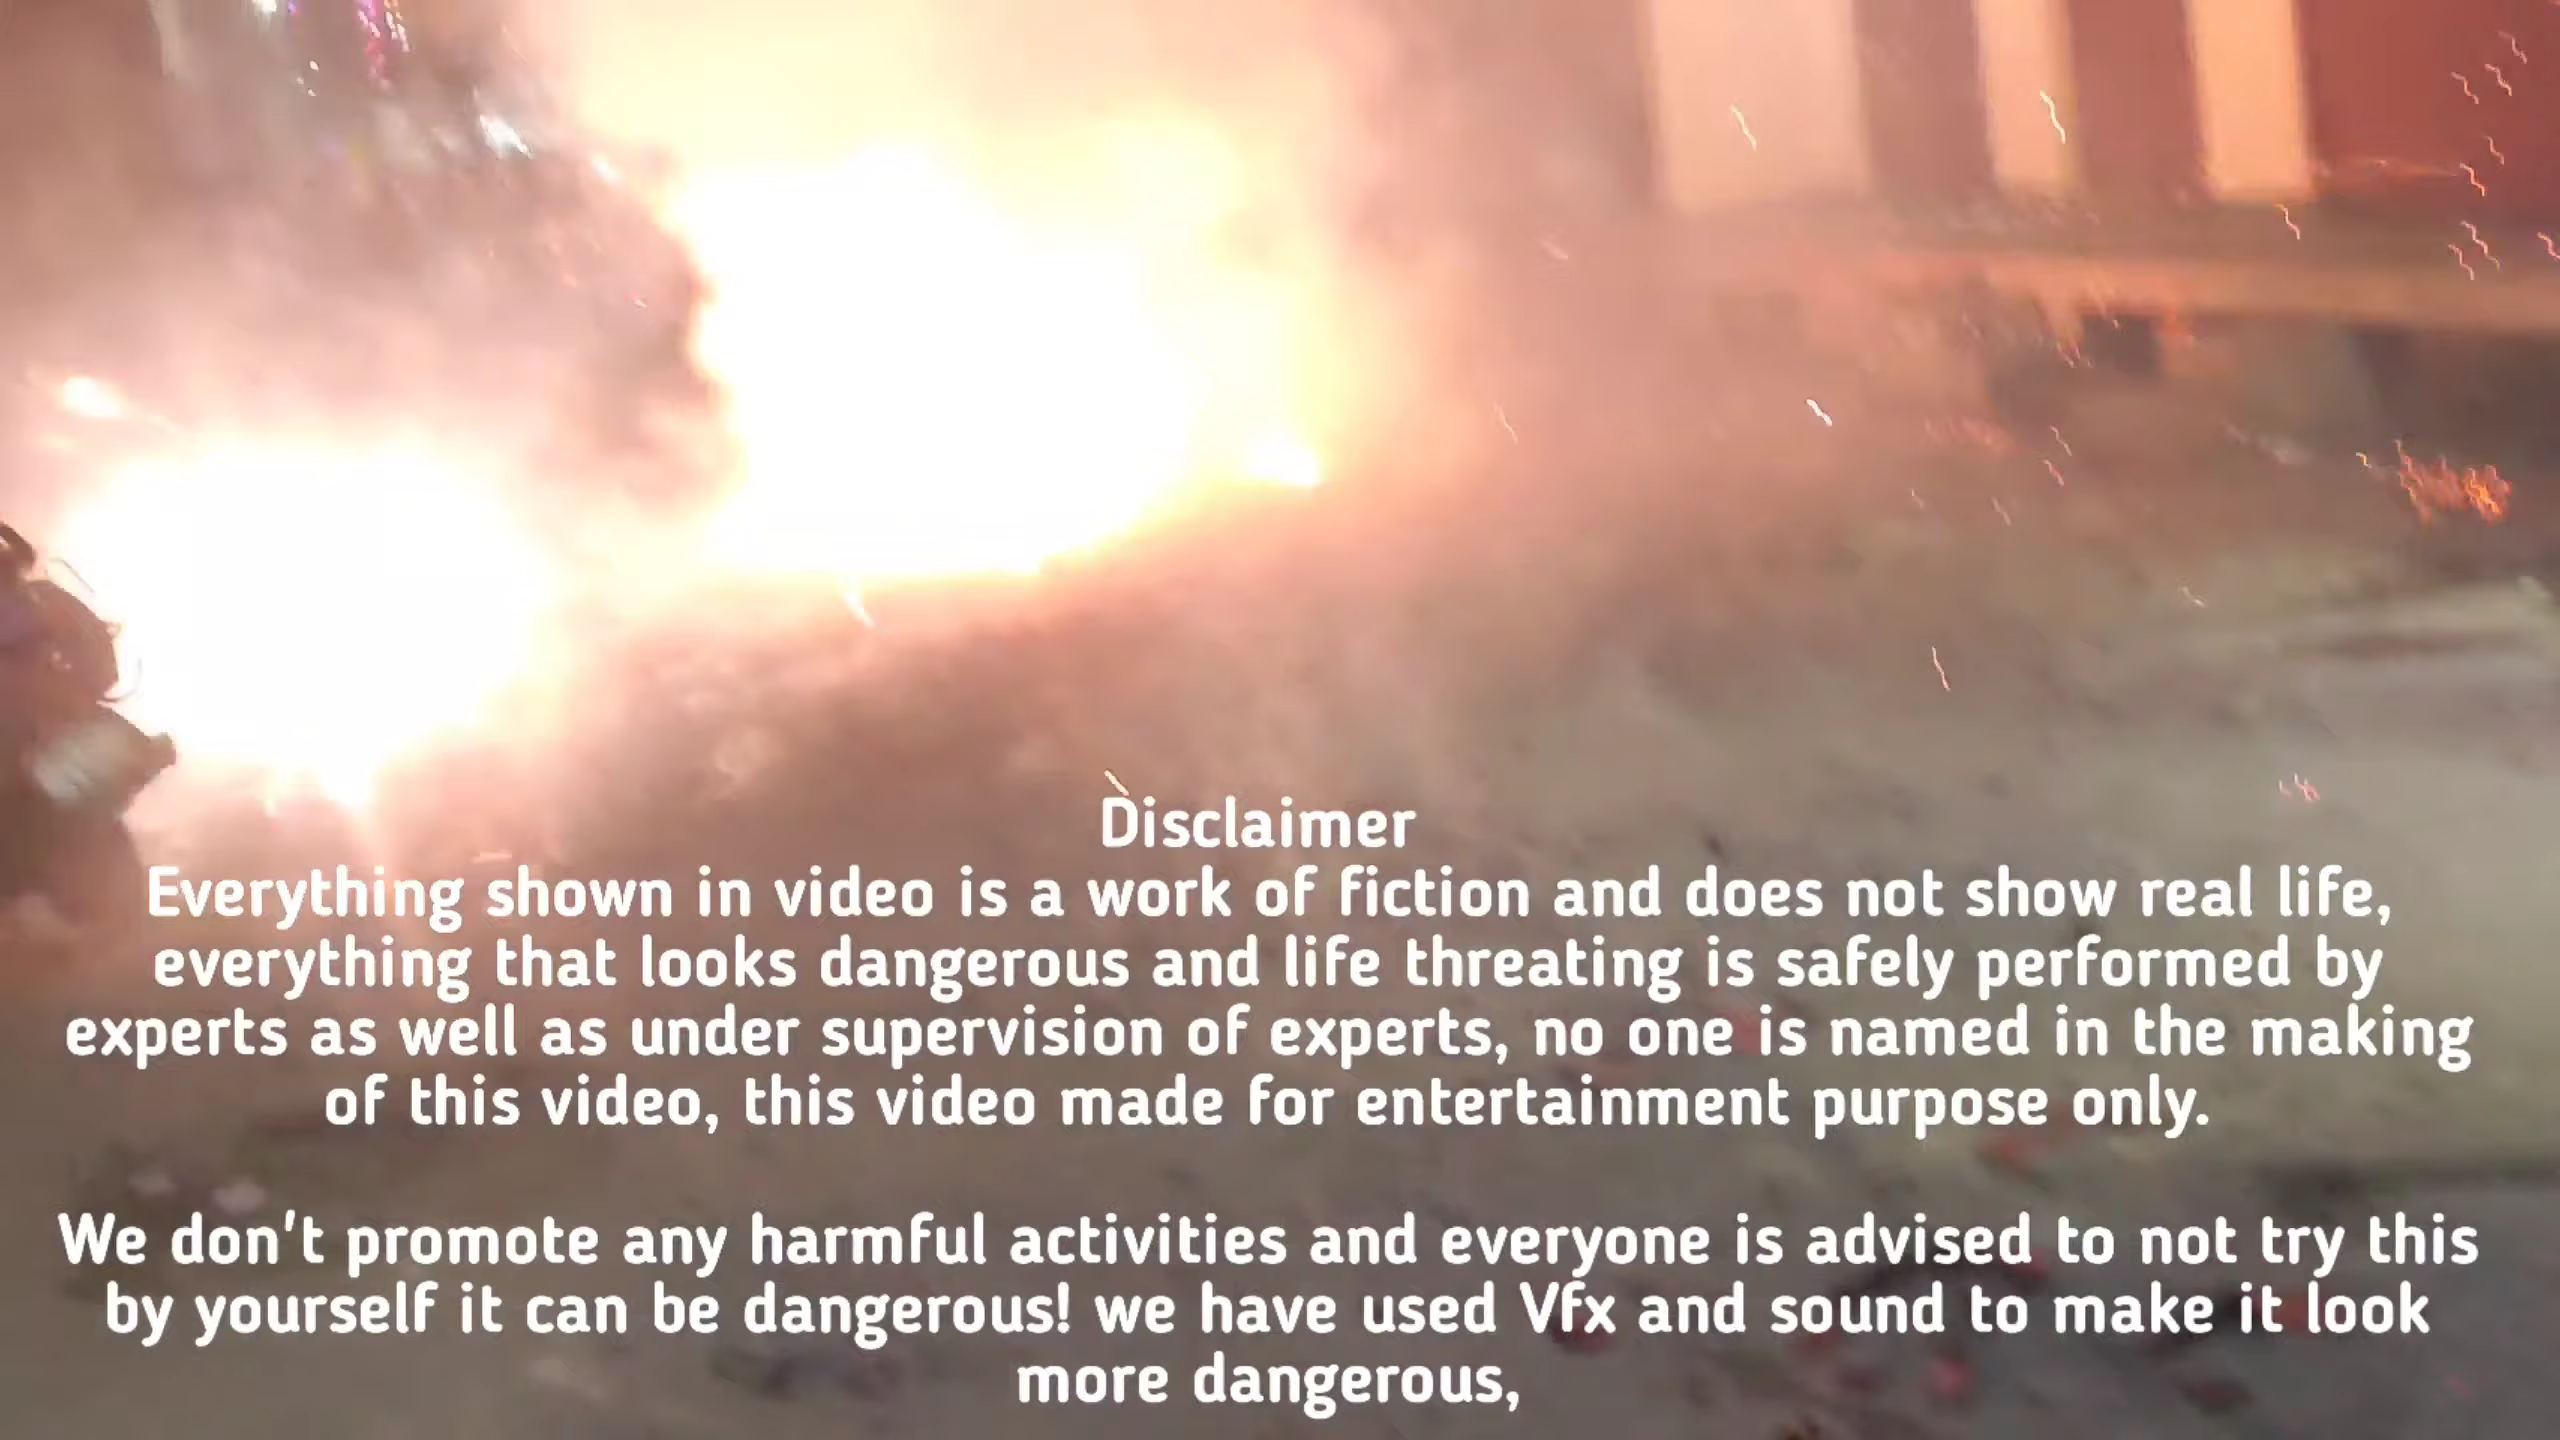 Disclaimer
Everything shown in video is a work of fiction and does not show real life,
everything that looks dangerous and life threating is safely performed by
experts as well as under supervision of experts, no one is named in the making
of this video, this video made for entertainment purpose only.
We don't promote any harmful activities and everyone is advised to not try this
by yourself it can be dangerous! we have used Vfx and sound to make it look
more dangerous,